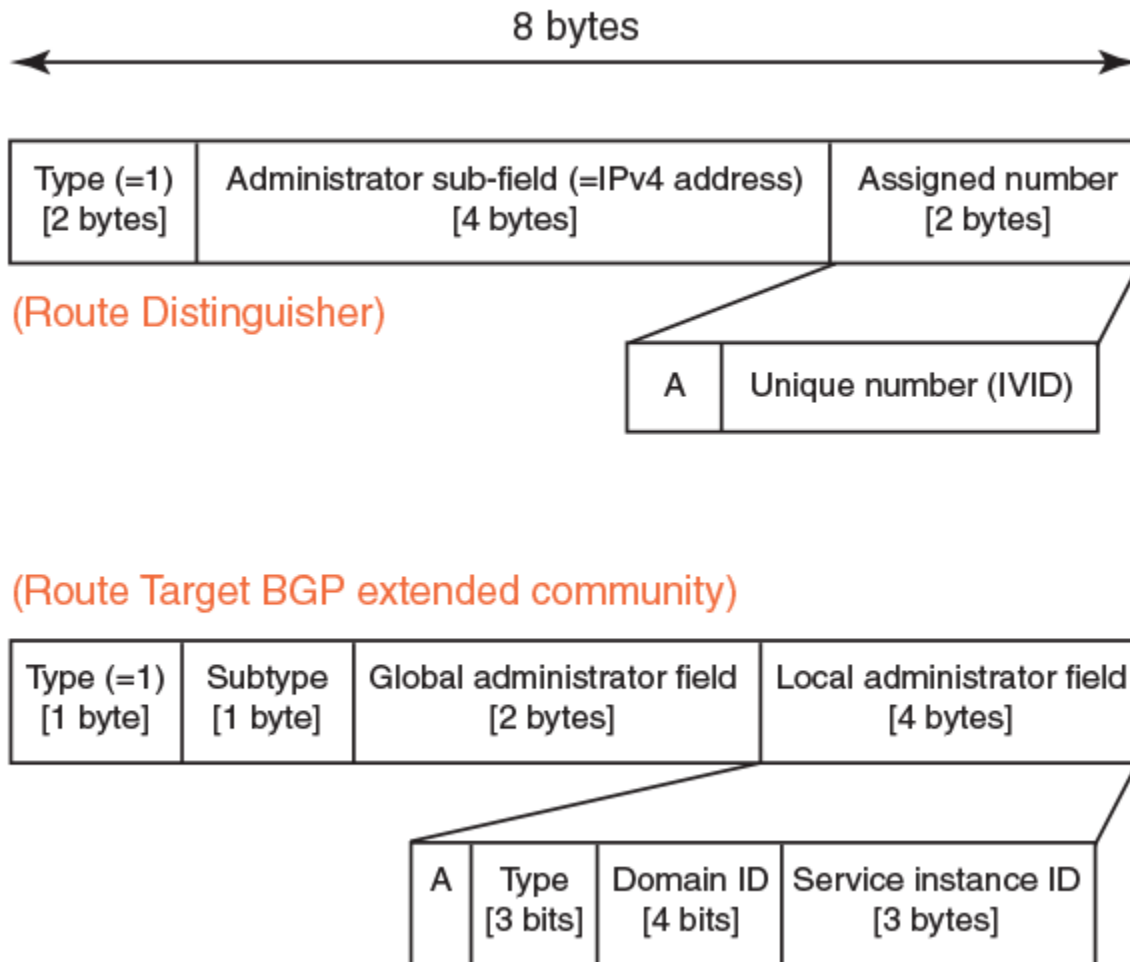 8 bytes
Type (=1)
[2 bytes]
Administrator sub-field (=IPv4 address)
[4 bytes]
Assigned number
[2 bytes]
(Route Distinguisher)
A
Unique number (IVID)
(Route Target BGP extended community)
Type (=1)
[1 byte]
Subtype
[1 byte]
Global administrator field
[2 bytes]
Local administrator field
[4 bytes]
A
Type
[3 bits]
Domain ID
[4 bits]
Service instance ID
[3 bytes]